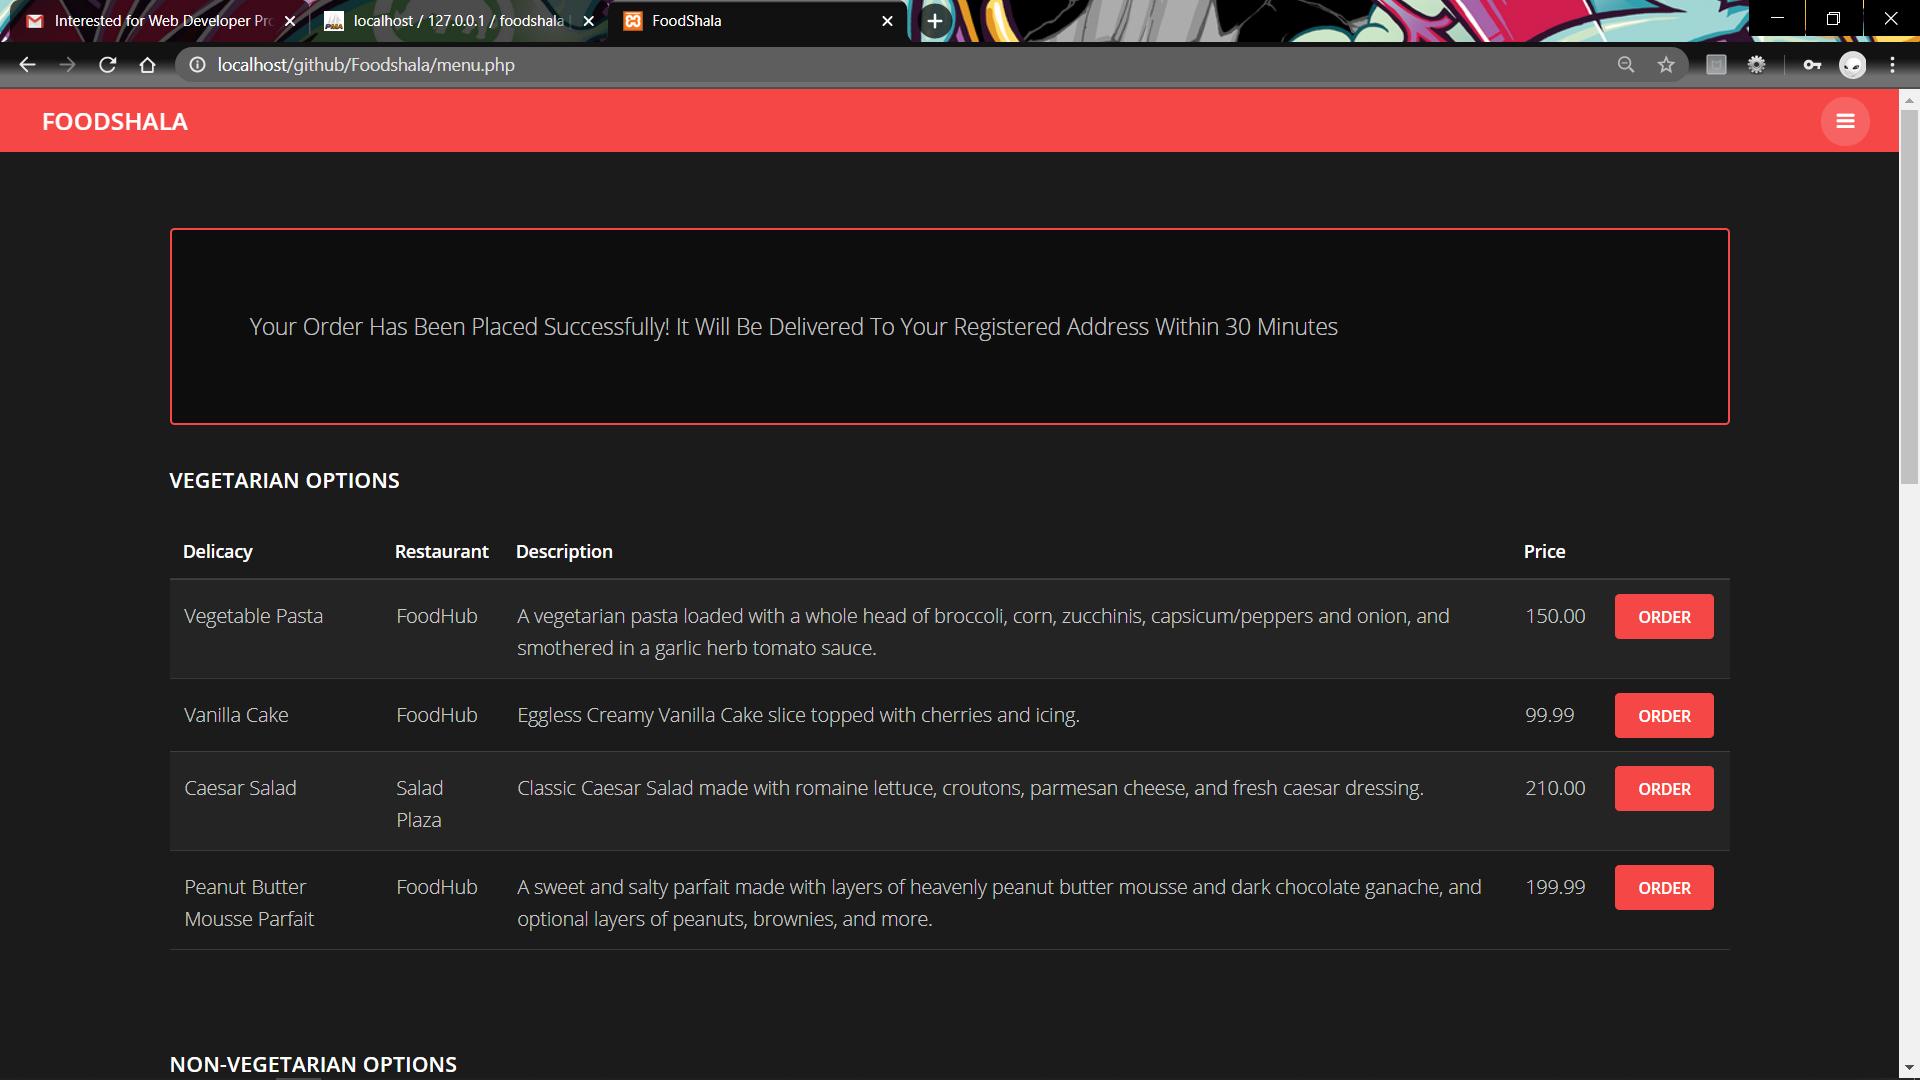 Interested for Web Developer Pr
localhost / 127.0.0.1 / foodshala
FoodShala
localhost/github/Foodshala/menu.php
FOODSHALA
Your Order Has Been Placed Successfully! It Will Be Delivered To Your Registered Address Within 30 Minutes
VEGETARIAN OPTIONS
Delicacy Restaurant Description Price
Vegetable Pasta FoodHub A vegetarian pasta loaded with a whole head of broccoli, corn, zucchinis, capsicum/peppers and onion, and 150.00 ORDER
smothered in a garlic herb tomato sauce.
Vanilla Cake FoodHub Eggless Creamy Vanilla Cake slice topped with cherries and icing. 99.99 ORDER
Caesar Salad Salad Classic Caesar Salad made with romaine lettuce, croutons, parmesan cheese, and fresh caesar dressing. 210.00 ORDER
Plaza
Peanut Butter FoodHub A sweet and salty parfait made with layers of heavenly peanut butter mousse and dark chocolate ganache, and 199.99 ORDER
Mousse Parfait optional layers of peanuts, brownies, and more.
NON-VEGETARIAN OPTIONS